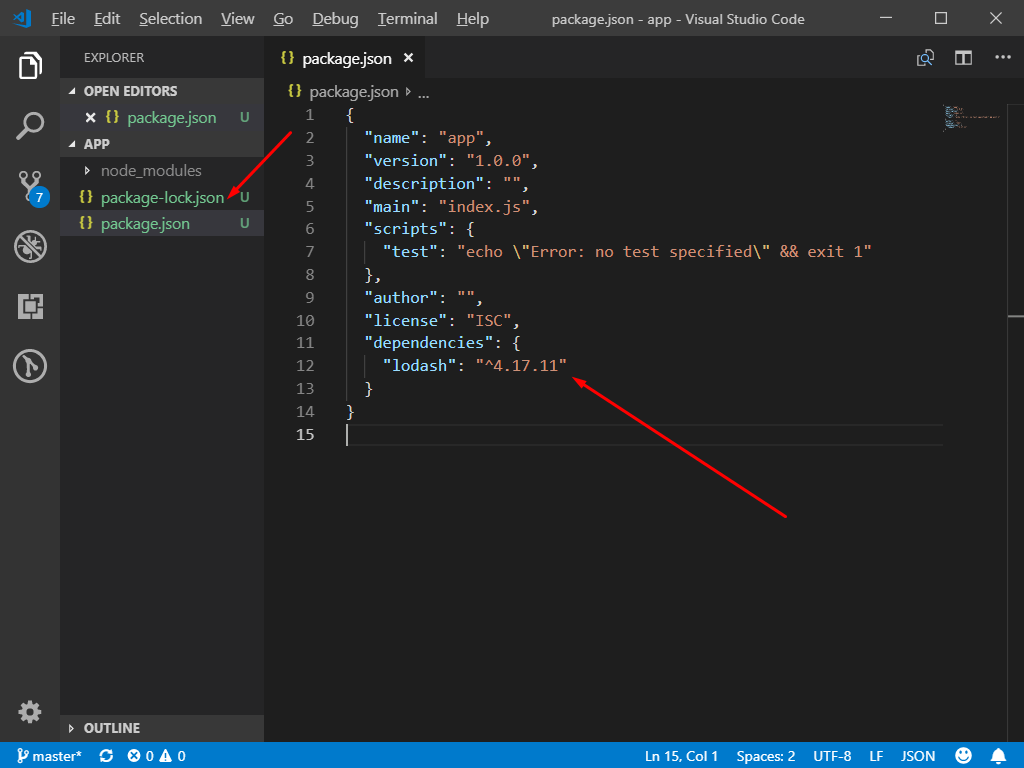 File Edit Selection View Go Debug Terminal Help package.json - app - Visual Studio Code
EXPLORER
OPEN EDITORS
package.json U
APP
node_modules
package-lock.json U
package.json U
OUTLINE
7
package.json
package.json ...
1 {
2 "name": "app",
3 "version": "1.0.0",
4 "description": "",
5 "main": "index.js",
6 "scripts": {
7 "test": "echo \"Error: no test specified\" && exit 1"
8 },
9 "author": "",
10 "license": "ISC",
11 "dependencies": {
12 "lodash": "^4.17.11"
13 }
14 }
15
master* 0 0 Ln 15, Col 1 Spaces: 2 UTF-8 LF JSON